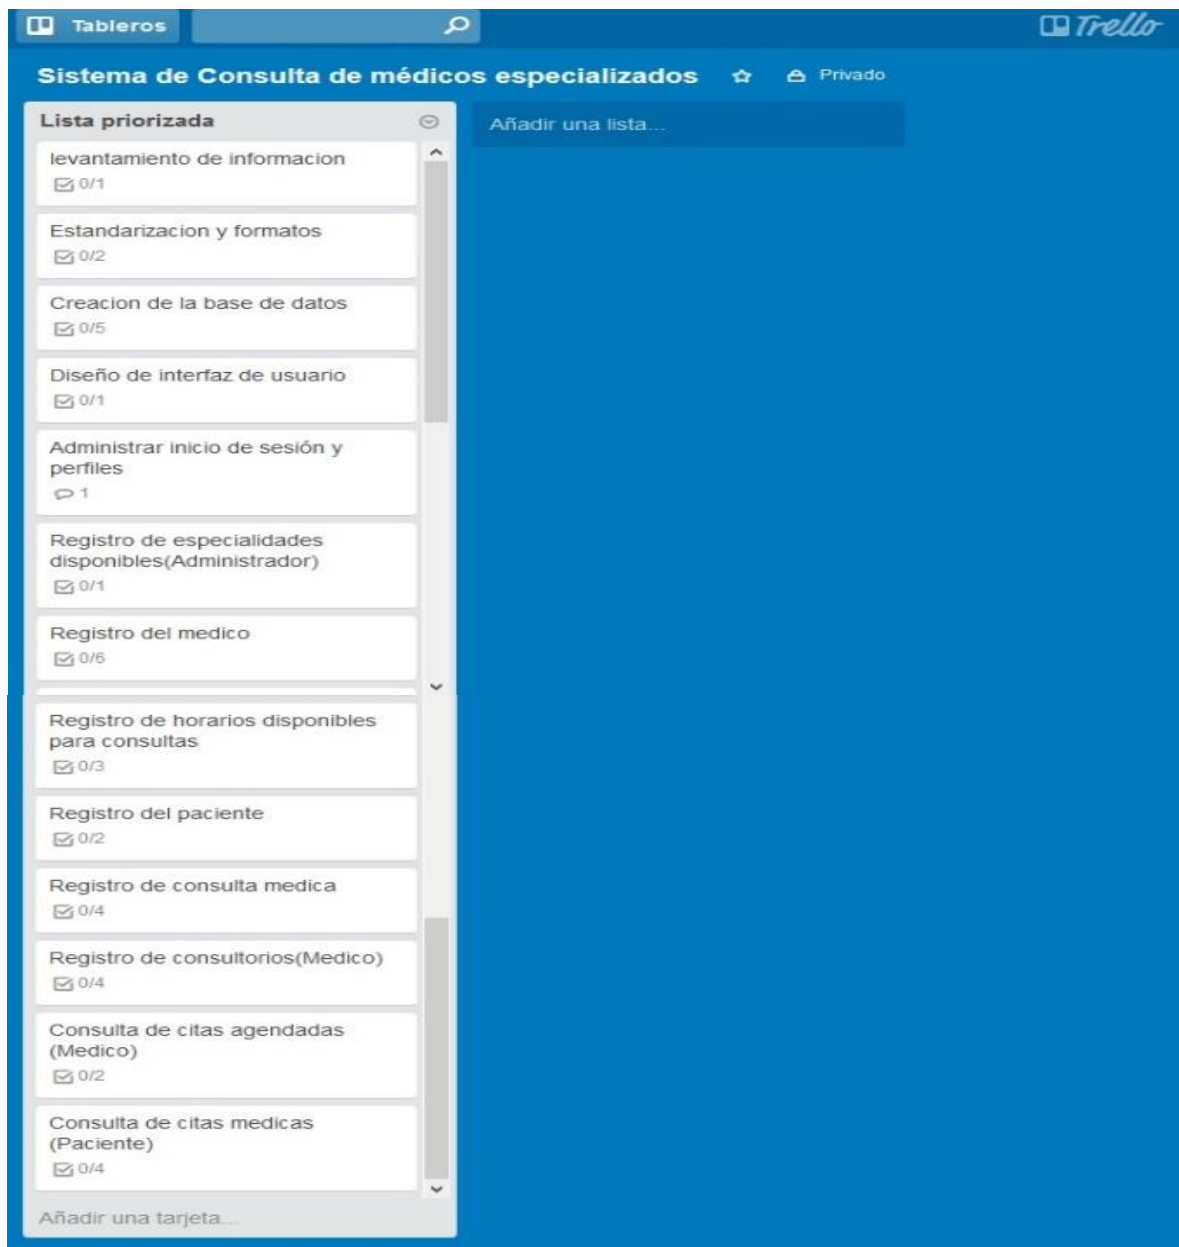 Tableros
Trello
Sistema de Consulta de médicos especializados
Privado
Lista priorizada
Añadir una lista...
levantamiento de informacion
0/1
Estandarizacion y formatos
0/2
Creacion de la base de datos
0/5
Diseño de interfaz de usuario
0/1
Administrar inicio de sesión y
perfiles
1
Registro de especialidades
disponibles(Administrador)
0/1
Registro del medico
0/6
Registro de horarios disponibles
para consultas
0/3
Registro del paciente
0/2
Registro de consulta medica
0/4
Registro de consultorios(Medico)
0/4
Consulta de citas agendadas
(Medico)
0/2
Consulta de citas medicas
(Paciente)
0/4
Añadir una tarjeta...